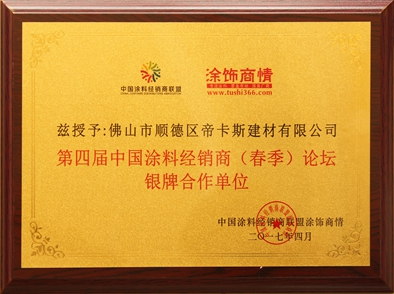 中国涂料经销商联盟
涂饰商情
www.tushi366.com
兹授予:佛山市顺德区帝卡斯建材有限公司
第四届中国涂料经销商（春季）论坛
银牌合作单位
中国涂料经销商联盟涂饰商情
二〇一七年四月